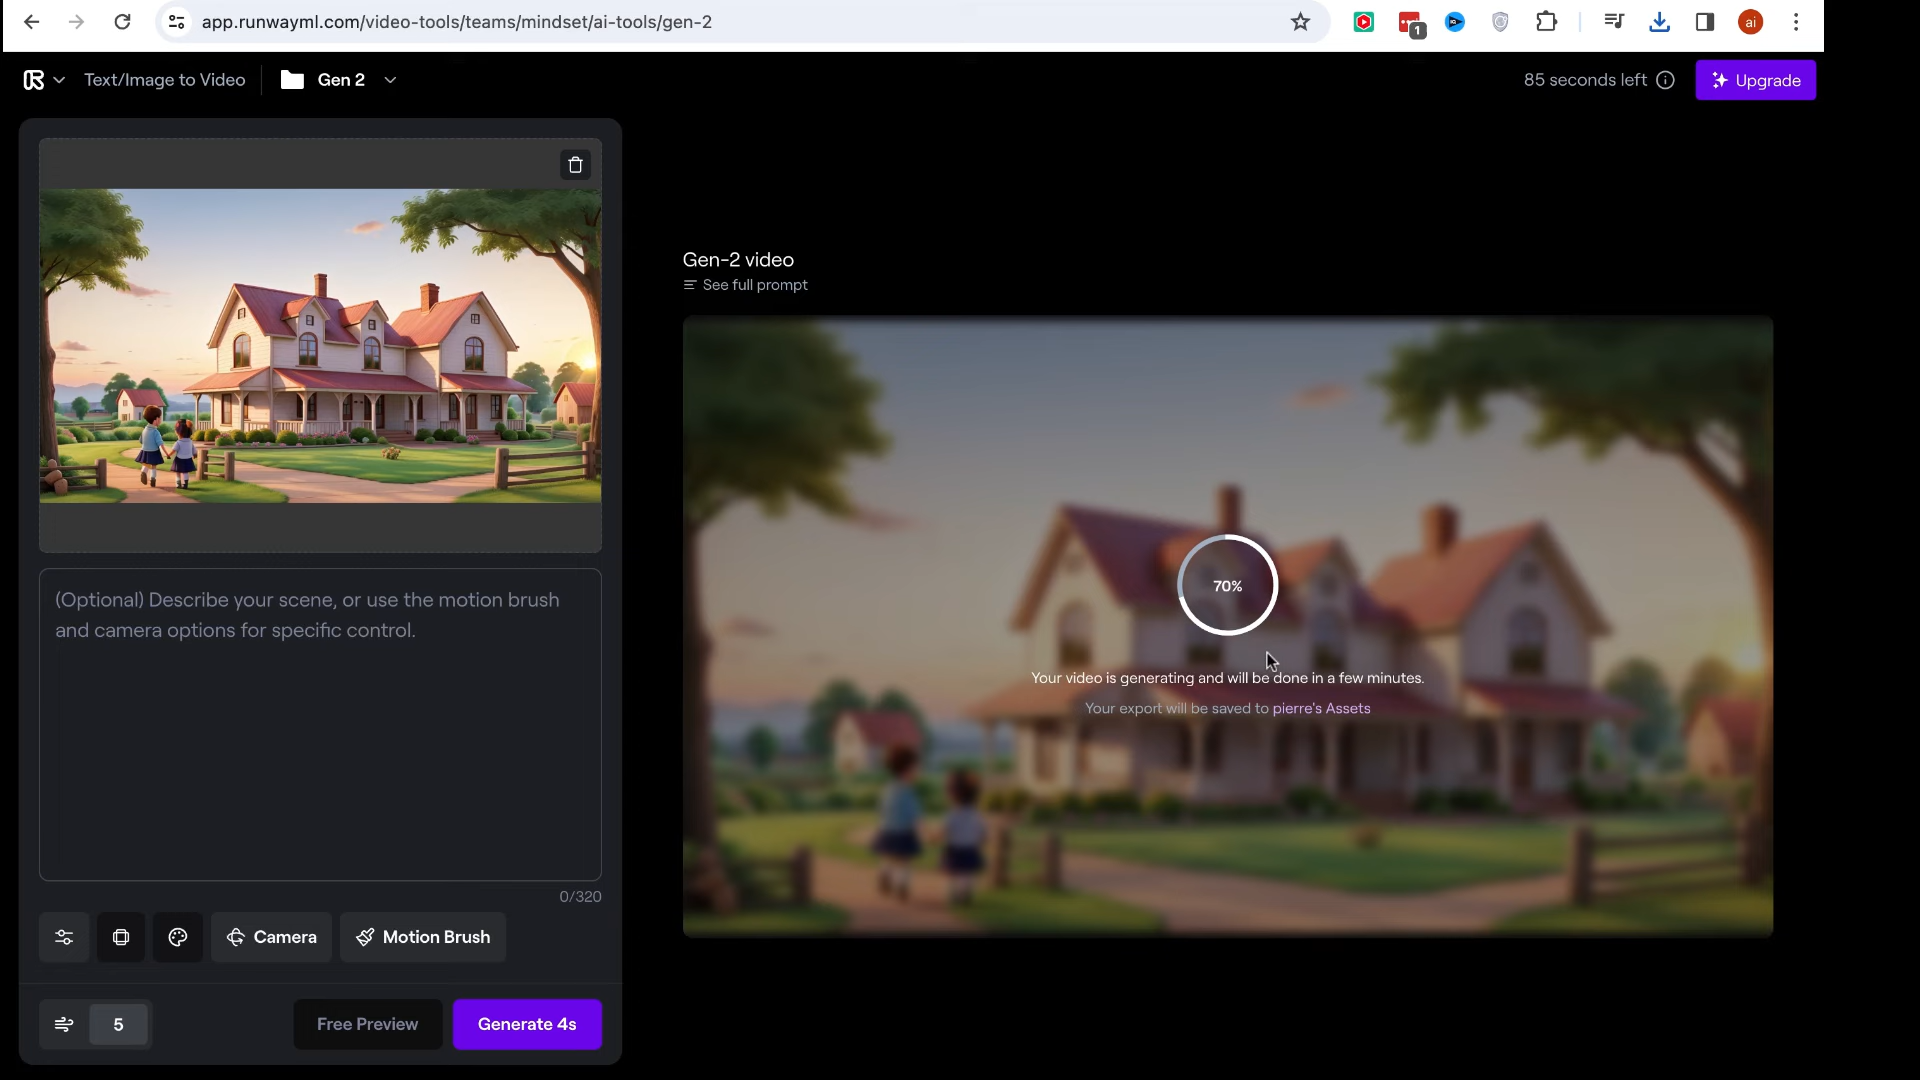 app.runwayml.com/video-tools/teams/mindset/ai-tools/gen-2
1
ai
Text/Image to Video
Gen 2
85 seconds left
Upgrade
Gen-2 video
See full prompt
70%
Your video is generating and will be done in a few minutes.
Your export will be saved to pierre's Assets
(Optional) Describe your scene, or use the motion brush
and camera options for specific control.
0/320
Camera
Motion Brush
5
Free Preview
Generate 4s